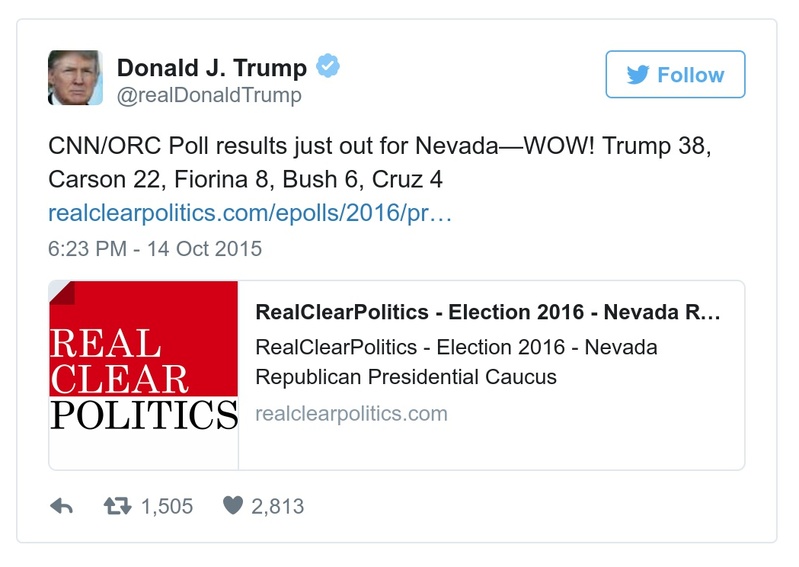 Donald J. Trump
@realDonaldTrump
Follow
CNN/ORC Poll results just out for Nevada—WOW! Trump 38,
Carson 22, Fiorina 8, Bush 6, Cruz 4
realclearpolitics.com/epolls/2016/pr…
6:23 PM - 14 Oct 2015
REAL
CLEAR
POLITICS
RealClearPolitics - Election 2016 - Nevada R...
RealClearPolitics - Election 2016 - Nevada
Republican Presidential Caucus
realclearpolitics.com
1,505
2,813